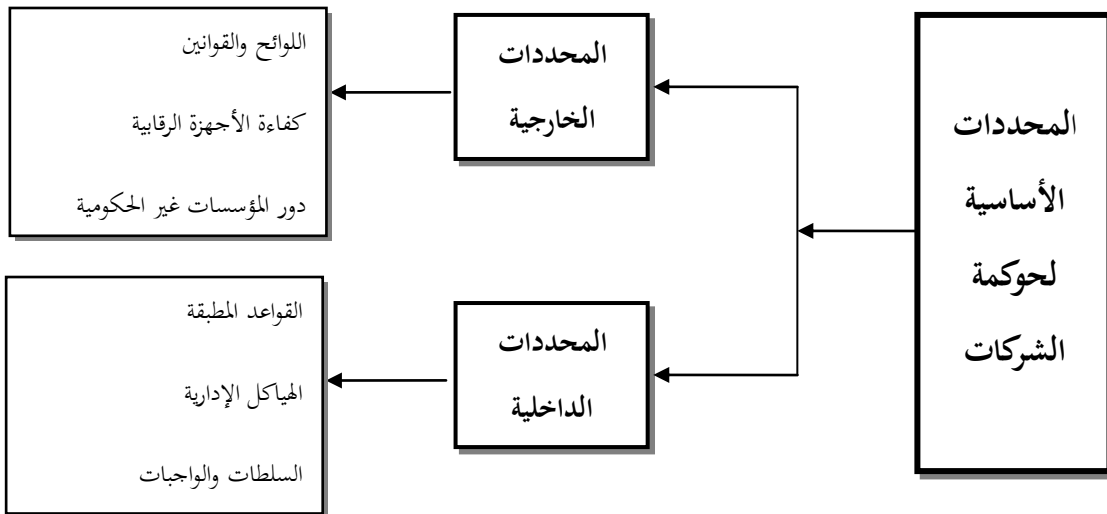 المحددات
الأساسية
لحوكمة
الشركات
المحددات
الخارجية
اللوائح والقوانين
كفاءة الأجهزة الرقابية
دور المؤسسات غير الحكومية
المحددات
الداخلية
القواعد المطبقة
الهياكل الإدارية
السلطات والواجبات